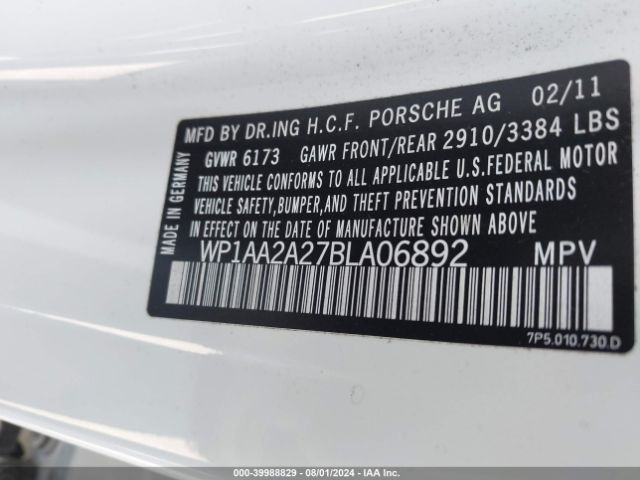 MFD BY DR.ING H.C.F. PORSCHE AG 02/11
GVWR 6173 GAWR FRONT/REAR 2910/3384 LBS
THIS VEHICLE CONFORMS TO ALL APPLICABLE U.S.FEDERAL MOTOR
VEHICLE SAFETY,BUMPER,AND THEFT PREVENTION STANDARDS
IN EFFECT ON THE DATE OF MANUFACTURE SHOWN ABOVE.
WP1AA2A27BLA06892 MPV
MADE IN GERMANY
7P5.010.730.D
000-39988829 - 08/01/2024 - IAA Inc.